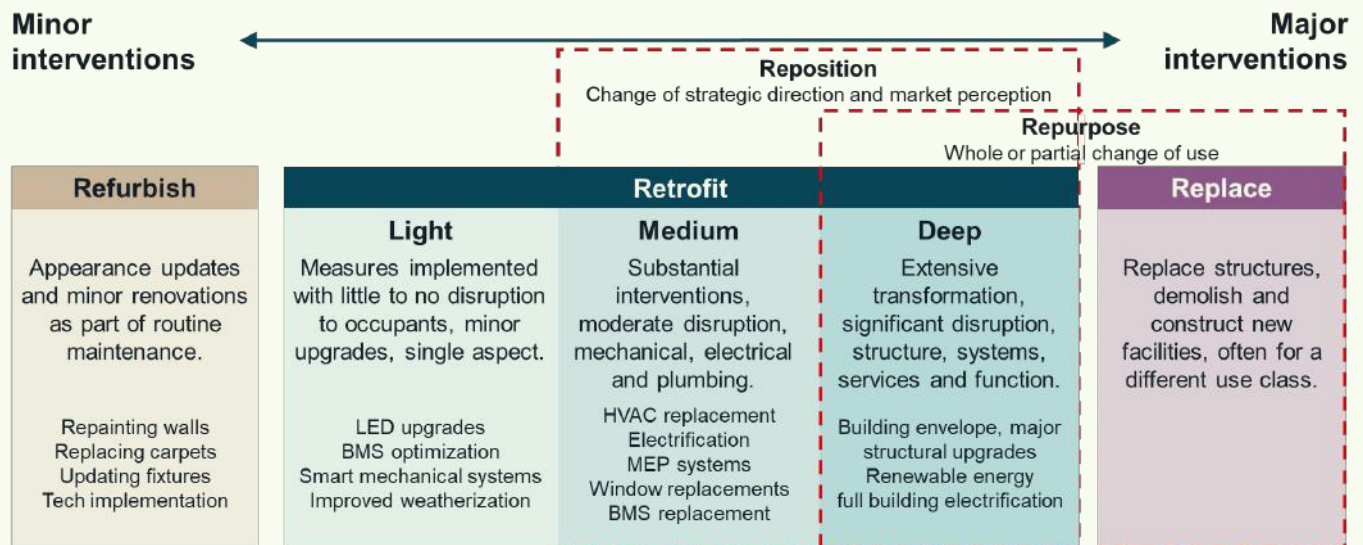 Minor
interventions
Major
interventions
Reposition
Change of strategic direction and market perception
Repurpose
Whole or partial change of use
Refurbish
Appearance updates
and minor renovations
as part of routine
maintenance.
Repainting walls
Replacing carpets
Updating fixtures
Tech implementation
Retrofit
Light
Measures implemented
with little to no disruption
to occupants, minor
upgrades, single aspect.
LED upgrades
BMS optimization
Smart mechanical systems
Improved weatherization
Medium
Substantial
interventions,
moderate disruption,
mechanical, electrical
and plumbing.
HVAC replacement
Electrification
MEP systems
Window replacements
BMS replacement
Deep
Extensive
transformation,
significant disruption,
structure, systems,
services and function.
Building envelope, major
structural upgrades
Renewable energy
full building electrification
Replace
Replace structures,
demolish and
construct new
facilities, often for a
different use class.